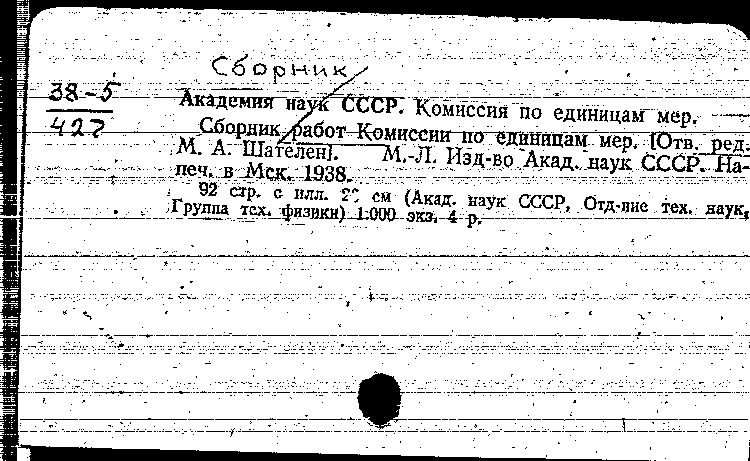 Сборник
38-5
427
Академия наук СССР. Комиссия по единицам мер.
Сборник работ Комиссии по единицам мер. [Отв. ред.
М. А. Шателен]. М.-Л. Изд-во Акад. наук СССР. На-
печ. в Мск. 1938.
92 стр. с илл. см (Акад. наук СССР, Отд-ние тех. наук,
Группа тех. физики) 1.000 экз. 4 р.